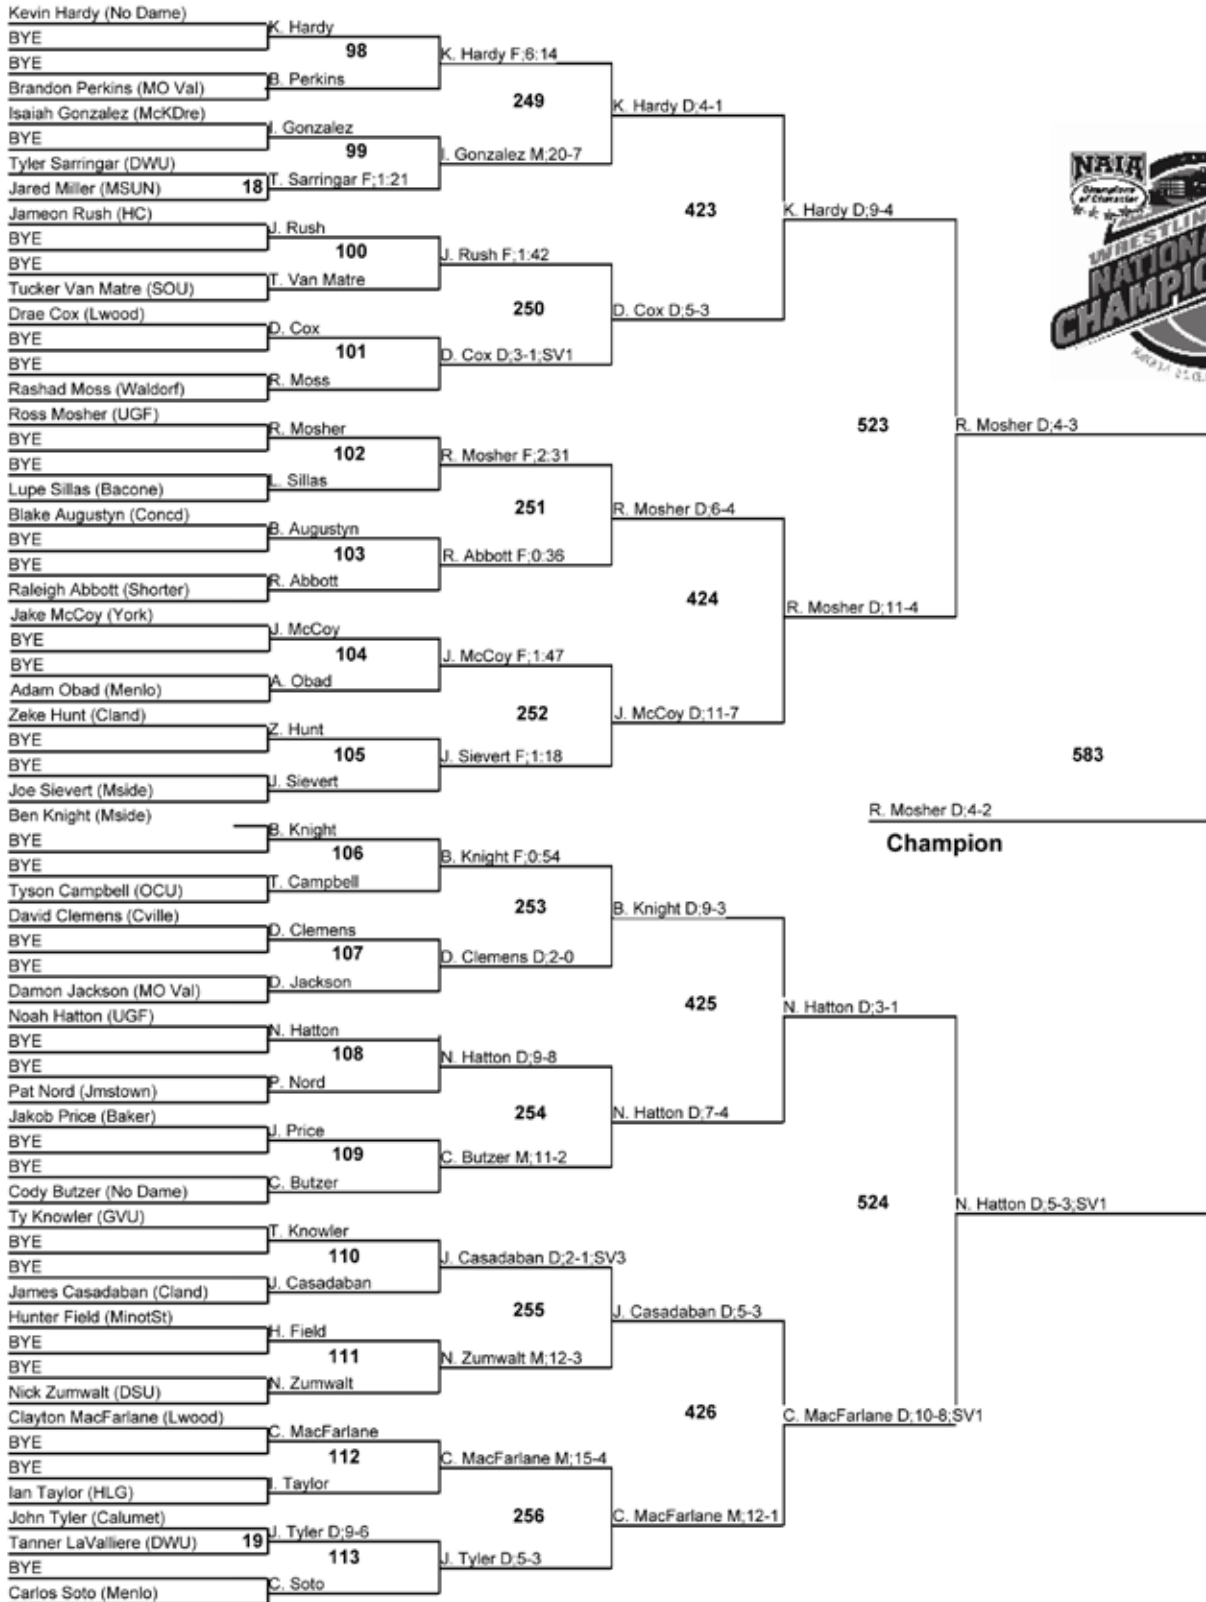 Kevin Hardy (No Dame)
BYE
BYE
Brandon Perkins (MO Val)
Isaiah Gonzalez (McKDre)
BYE
Tyler Sarringar (DWU)
Jared Miller (MSUN)
18
Jameon Rush (HC)
BYE
BYE
Tucker Van Matre (SOU)
Drae Cox (Lwood)
BYE
BYE
Rashad Moss (Waldorf)
Ross Mosher (UGF)
BYE
BYE
Lupe Sillas (Bacone)
Blake Augustyn (Concd)
BYE
BYE
Raleigh Abbott (Shorter)
Jake McCoy (York)
BYE
BYE
Adam Obad (Menlo)
Zeke Hunt (Cland)
BYE
BYE
Joe Sievert (Mside)
Ben Knight (Mside)
BYE
BYE
Tyson Campbell (OCU)
David Clemens (Cville)
BYE
BYE
Damon Jackson (MO Val)
Noah Hatton (UGF)
BYE
BYE
Pat Nord (Jmstown)
Jakob Price (Baker)
BYE
BYE
Cody Butzer (No Dame)
Ty Knowler (GVU)
BYE
BYE
James Casadaban (Cland)
Hunter Field (MinotSt)
BYE
BYE
Nick Zumwalt (DSU)
Clayton MacFarlane (Lwood)
BYE
BYE
Ian Taylor (HLG)
John Tyler (Calumet)
Tanner LaValliere (DWU)
19
BYE
Carlos Soto (Menlo)
K. Hardy
98
B. Perkins
I. Gonzalez
99
T. Sarringar F;1:21
J. Rush
100
T. Van Matre
D. Cox
101
R. Moss
R. Mosher
102
L. Sillas
B. Augustyn
103
R. Abbott
J. McCoy
104
A. Obad
Z. Hunt
105
J. Sievert
B. Knight
106
T. Campbell
D. Clemens
107
D. Jackson
N. Hatton
108
P. Nord
J. Price
109
C. Butzer
T. Knowler
110
J. Casadaban
H. Field
111
N. Zumwalt
C. MacFarlane
112
I. Taylor
J. Tyler D;9-6
113
C. Soto
K. Hardy F;6:14
249
I. Gonzalez M;20-7
J. Rush F;1:42
250
D. Cox D;3-1;SV1
R. Mosher F;2:31
251
R. Abbott F;0:36
J. McCoy F;1:47
252
J. Sievert F;1:18
B. Knight F;0:54
253
D. Clemens D;2-0
N. Hatton D;9-8
254
C. Butzer M;11-2
J. Casadaban D;2-1;SV3
255
N. Zumwalt M;12-3
C. MacFarlane M;15-4
256
J. Tyler D;5-3
K. Hardy D;4-1
423
D. Cox D;5-3
R. Mosher D;6-4
424
J. McCoy D;11-7
B. Knight D;9-3
425
N. Hatton D;7-4
J. Casadaban D;5-3
426
C. MacFarlane M;12-1
K. Hardy D;9-4
523
R. Mosher D;11-4
N. Hatton D;3-1
524
C. MacFarlane D;10-8;SV1
R. Mosher D;4-3
583
N. Hatton D;5-3;SV1
R. Mosher D;4-2
Champion
NAIA
Champions
of Character
WRESTLIN
NATIONA
CHAMPIO